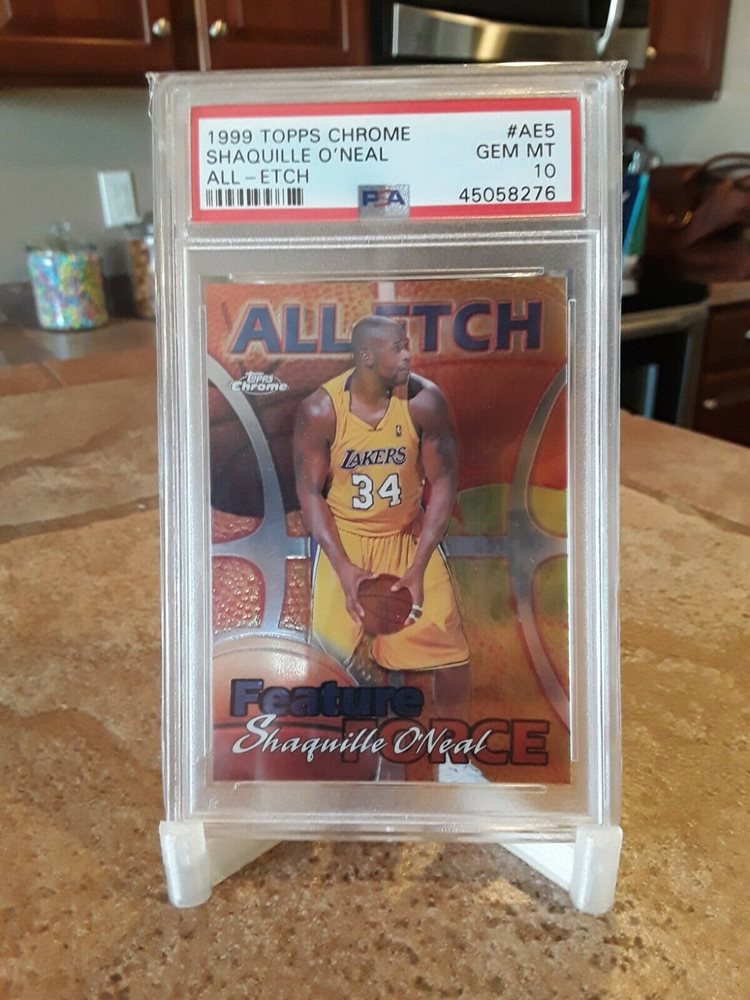 1999 TOPPS CHROME #AE5
SHAQUILLE O'NEAL GEM MT
ALL - ETCH 10
PSA 45058276
ALL ETCH
Topps
Chrome
LAKERS
34
Feature
FORCE
Shaquille O'Neal